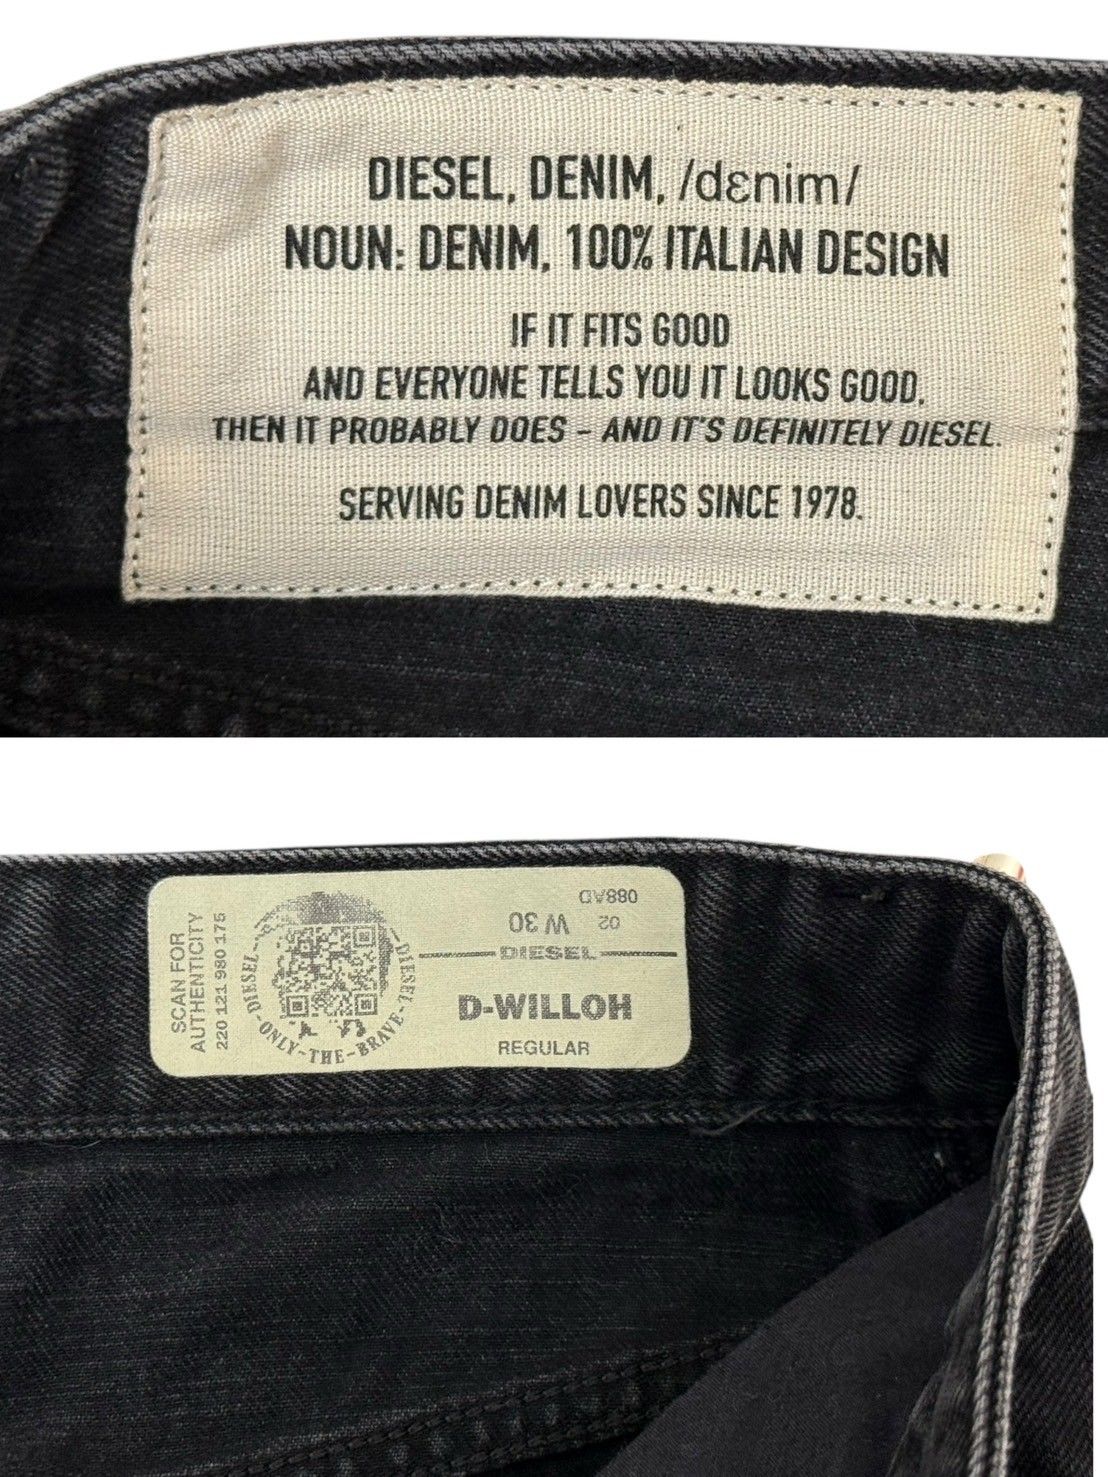 DIESEL, DENIM, /dɛnim/
NOUN: DENIM, 100% ITALIAN DESIGN
IF IT FITS GOOD
AND EVERYONE TELLS YOU IT LOOKS GOOD,
THEN IT PROBABLY DOES – AND IT'S DEFINITELY DIESEL.
SERVING DENIM LOVERS SINCE 1978.
SCAN FOR
AUTHENTICITY
220 121 980 175
DIESEL
ONLY-THE-BRAVE
DIESEL
088AD
02
W 30
DIESEL
D-WILLOH
REGULAR